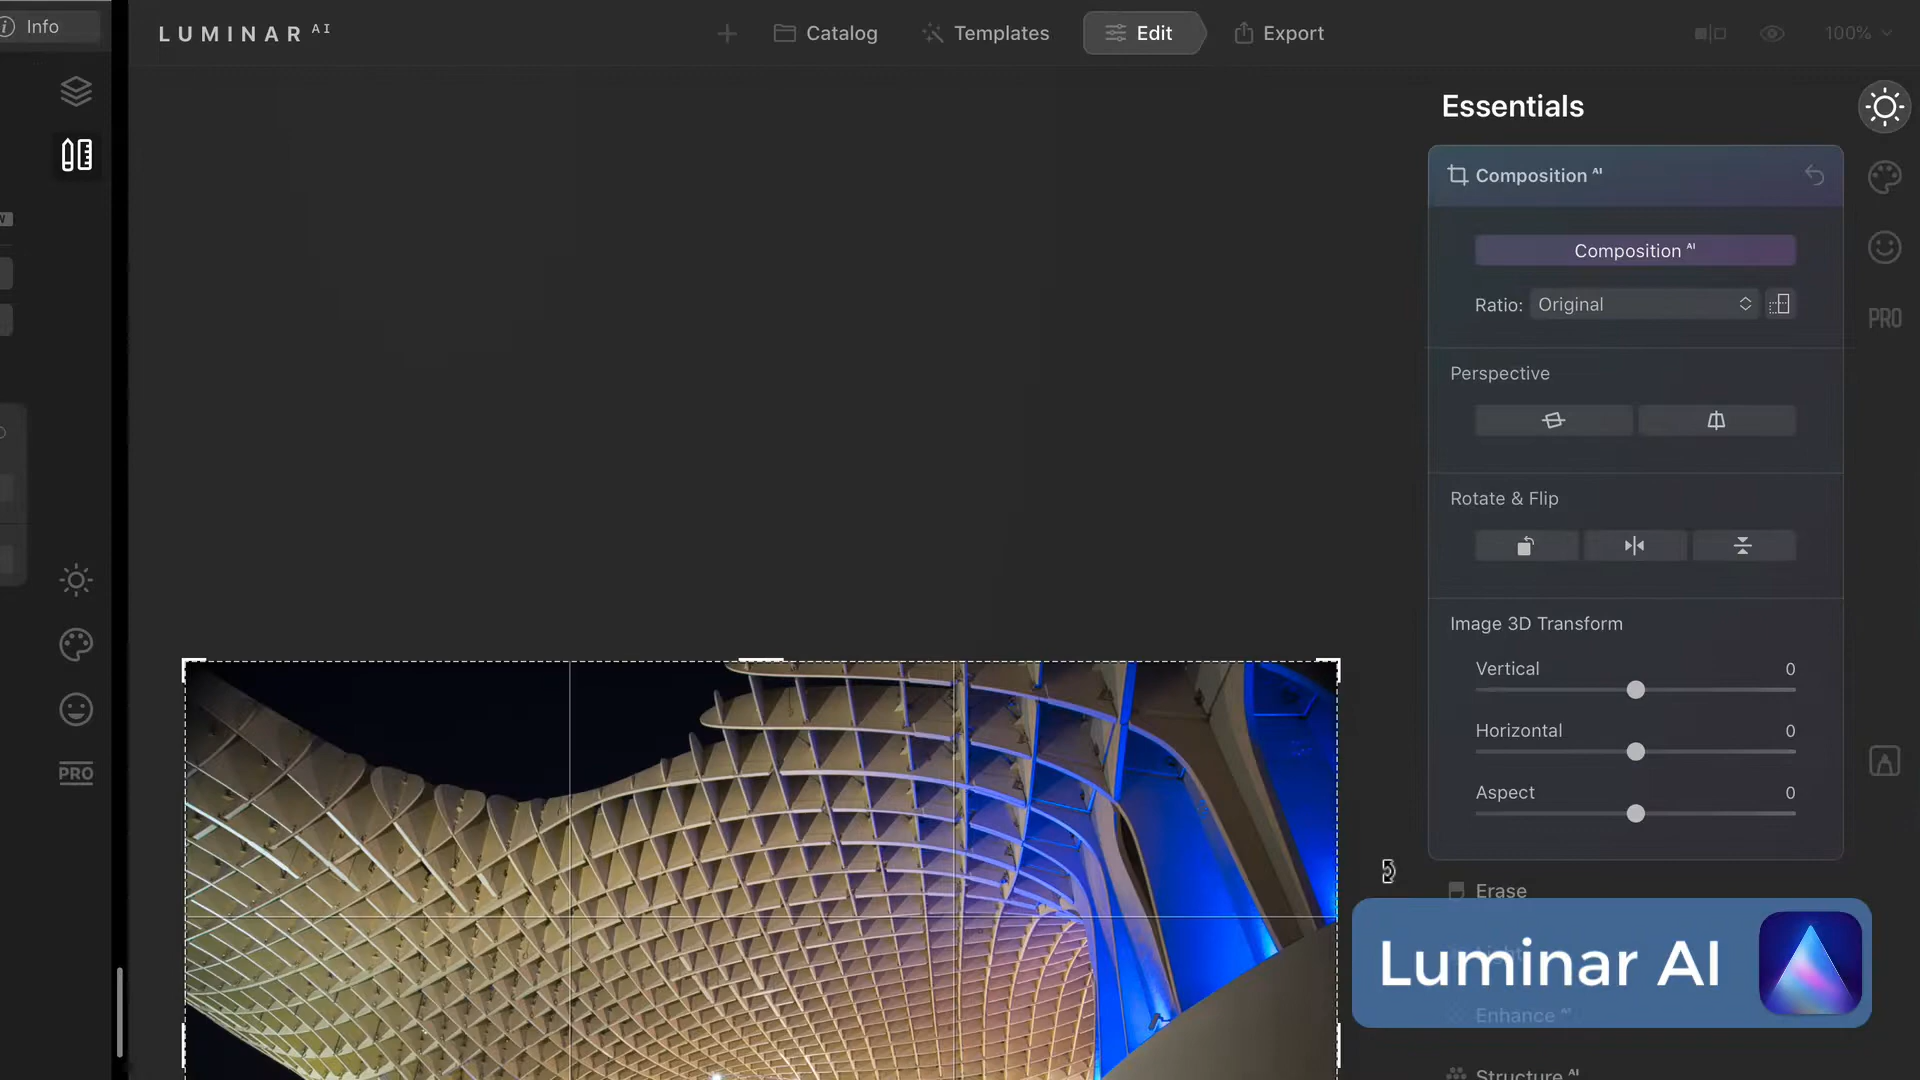 Info
LUMINAR AI
Catalog
Templates
Edit
Export
100%
Essentials
Composition AI
Composition AI
Ratio: Original
PRO
Perspective
Rotate & Flip
Image 3D Transform
Vertical 0
Horizontal 0
Aspect 0
PRO
Erase
Luminar AI
Enhance AI
Structure AI